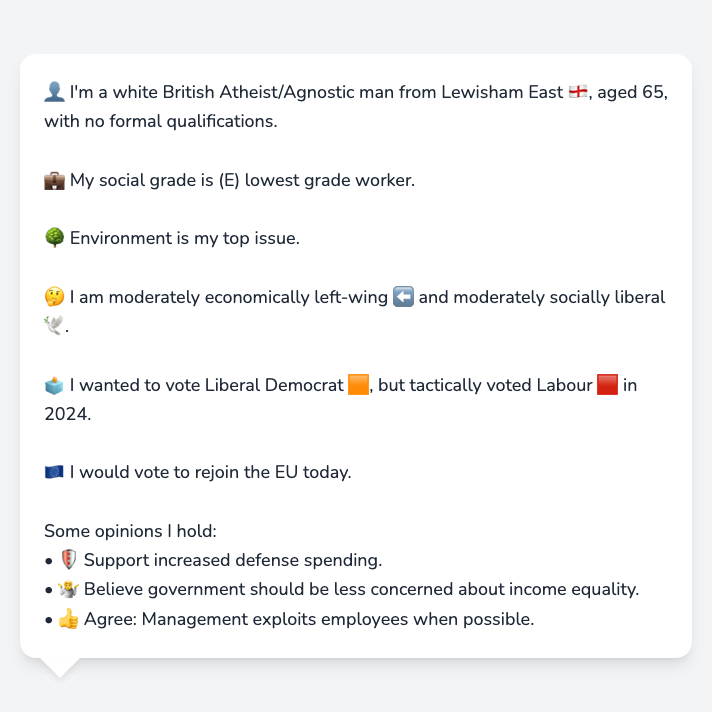 👤 I'm a white British Atheist/Agnostic man from Lewisham East 🏴󠁧󠁢󠁥󠁮󠁧󠁿, aged 65,
with no formal qualifications.
💼 My social grade is (E) lowest grade worker.
🌳 Environment is my top issue.
🤔 I am moderately economically left-wing ⬅️ and moderately socially liberal
🕊️.
🗳️ I wanted to vote Liberal Democrat 🟧, but tactically voted Labour 🟥 in
2024.
🇪🇺 I would vote to rejoin the EU today.
Some opinions I hold:
• 🛡️ Support increased defense spending.
• 🤷 Believe government should be less concerned about income equality.
• 👍 Agree: Management exploits employees when possible.